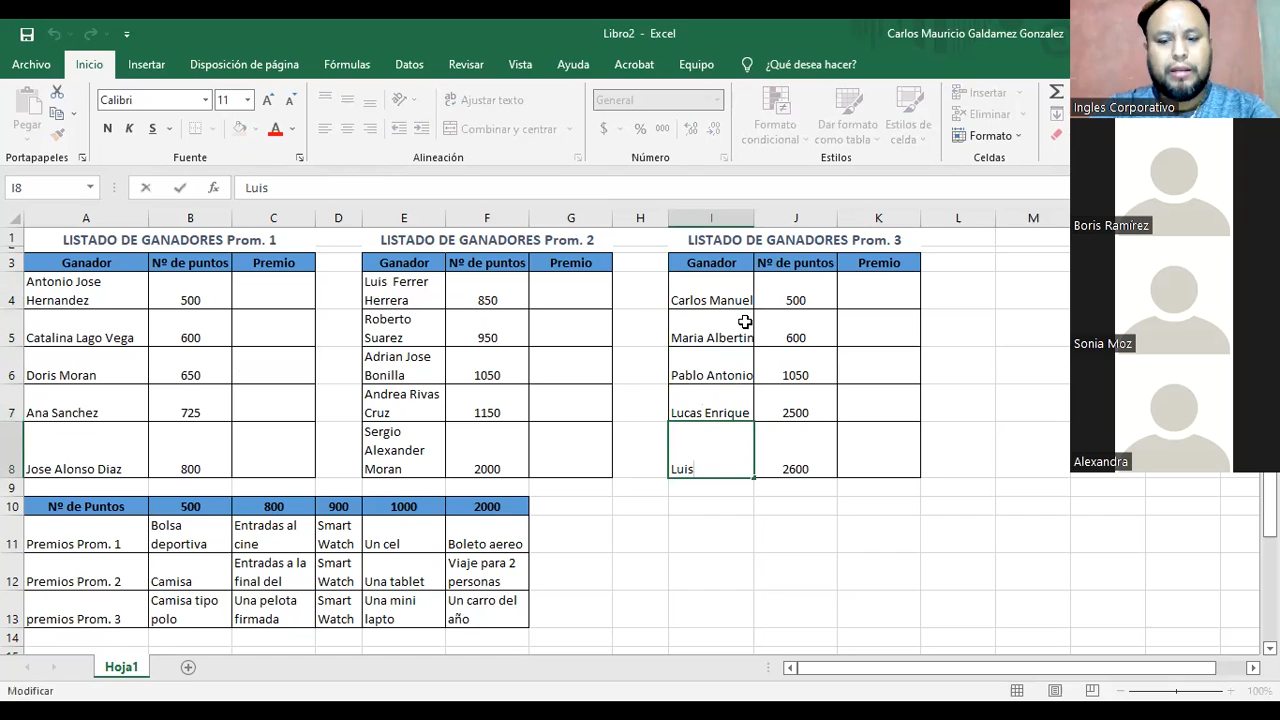 Libro2 - Excel
Carlos Mauricio Galdamez Gonzalez
Archivo Inicio Insertar Disposición de página Fórmulas Datos Revisar Vista Ayuda Acrobat Equipo ¿Qué desea hacer?
Pegar
Calibri 11
N K S A
Ajustar texto
Combinar y centrar
General
$ % 000
Formato condicional
Dar formato como tabla
Estilos de celda
Insertar
Eliminar
Formato
Portapapeles Fuente Alineación Número Estilos Celdas
I8 fx Luis
A B C D E F G H I J K L M
1 LISTADO DE GANADORES Prom. 1 LISTADO DE GANADORES Prom. 2 LISTADO DE GANADORES Prom. 3
3 Ganador Nº de puntos Premio Ganador Nº de puntos Premio Ganador Nº de puntos Premio
Antonio Jose Luis Ferrer
4 Hernandez 500 Herrera 850 Carlos Manuel 500
Roberto
5 Catalina Lago Vega 600 Suarez 950 Maria Albertin 600
Adrian Jose
6 Doris Moran 650 Bonilla 1050 Pablo Antonio 1050
Andrea Rivas
7 Ana Sanchez 725 Cruz 1150 Lucas Enrique 2500
Sergio
Alexander
8 Jose Alonso Diaz 800 Moran 2000 Luis 2600
9
10 Nº de Puntos 500 800 900 1000 2000
Bolsa Entradas al Smart
11 Premios Prom. 1 deportiva cine Watch Un cel Boleto aereo
Entradas a la Smart Viaje para 2
12 Premios Prom. 2 Camisa final del Watch Una tablet personas
Camisa tipo Una pelota Smart Una mini Un carro del
13 premios Prom. 3 polo firmada Watch lapto año
14
Hoja1
Modificar
100%
Ingles Corporativo
Boris Ramírez
Sonia Moz
Alexandra